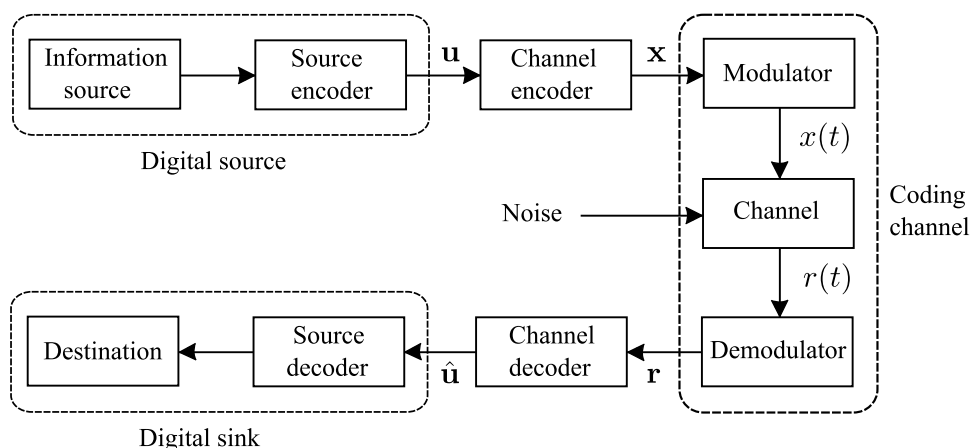 Information
source
Source
encoder
u
Channel
encoder
x
Modulator
Digital source
x(t)
Noise
Channel
Coding
channel
r(t)
Destination
Source
decoder
û
Channel
decoder
r
Demodulator
Digital sink